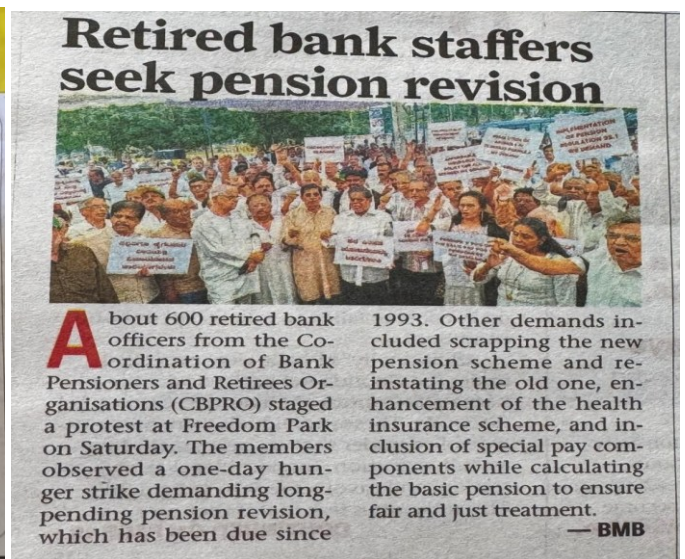 Retired bank staffers
seek pension revision
IMPLEMENTATION
OF PENSION
About 600 retired bank
officers from the Co-
ordination of Bank
Pensioners and Retirees Or-
ganisations (CBPRO) staged
a protest at Freedom Park
on Saturday. The members
observed a one-day hun-
ger strike demanding long-
pending pension revision,
which has been due since
1993. Other demands in-
cluded scrapping the new
pension scheme and re-
instating the old one, en-
hancement of the health
insurance scheme, and in-
clusion of special pay com-
ponents while calculating
the basic pension to ensure
fair and just treatment.
— BMB